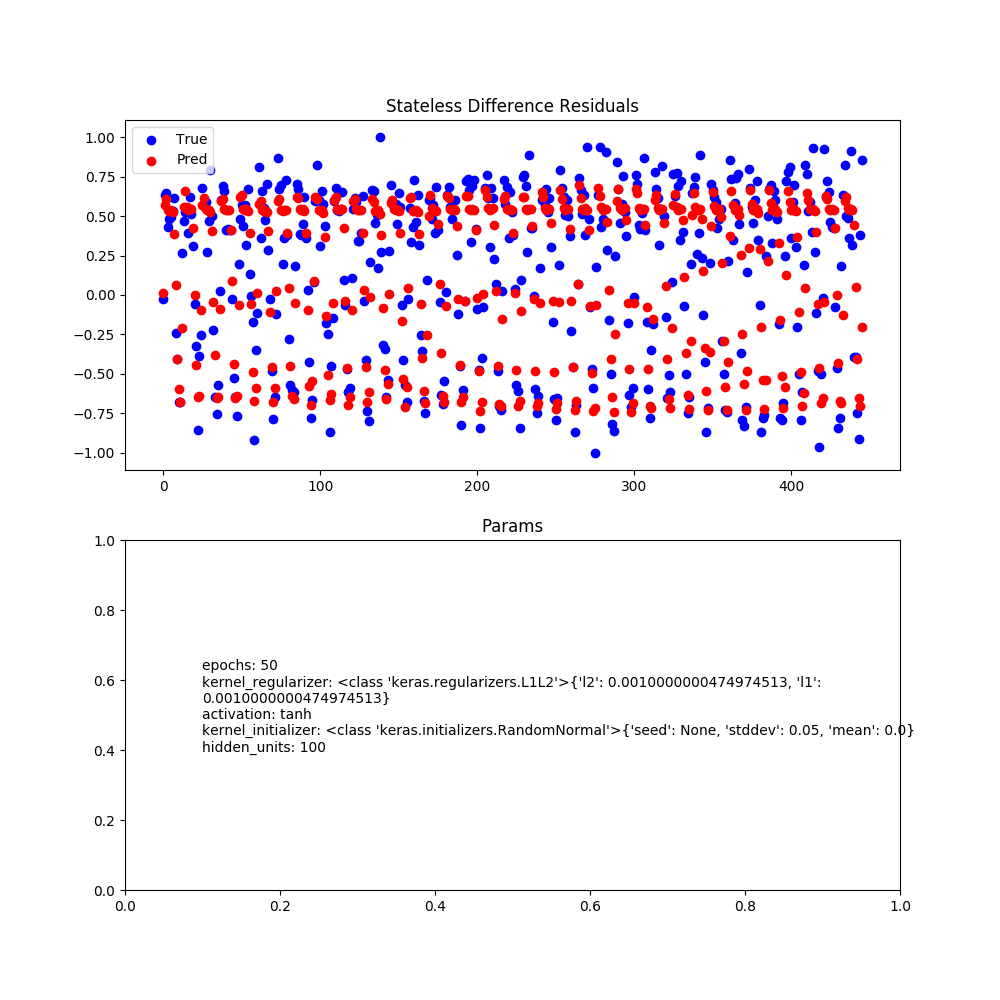 Stateless Difference Residuals
True
Pred
1.00
0.75
0.50
0.25
0.00
−0.25
−0.50
−0.75
−1.00
0 100 200 300 400
Params
1.0
0.8
0.6
0.4
0.2
0.0
epochs: 50
kernel_regularizer: <class 'keras.regularizers.L1L2'>{'l2': 0.0010000000474974513, 'l1':
0.0010000000474974513}
activation: tanh
kernel_initializer: <class 'keras.initializers.RandomNormal'>{'seed': None, 'stddev': 0.05, 'mean': 0.0}
hidden_units: 100
0.0 0.2 0.4 0.6 0.8 1.0